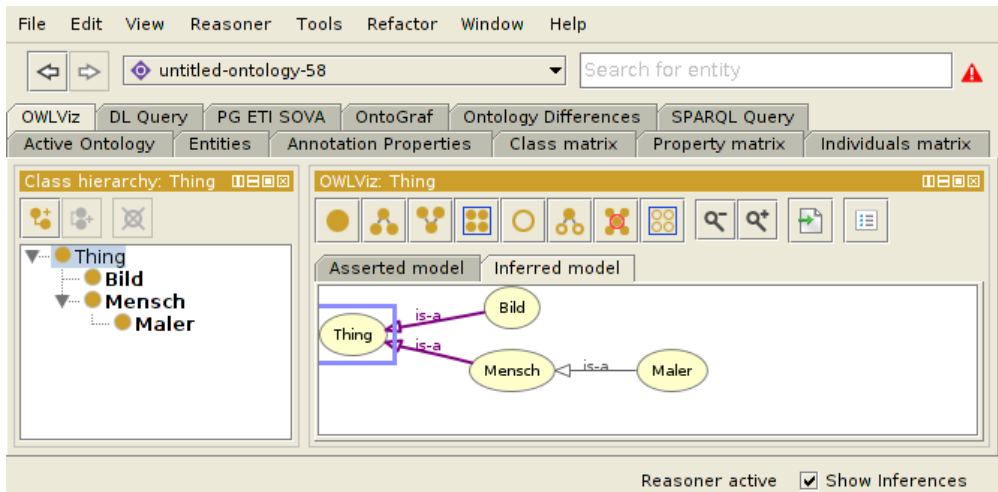 File Edit View Reasoner Tools Refactor Window Help
untitled-ontology-58 Search for entity
OWLViz DL Query PG ETI SOVA OntoGraf Ontology Differences SPARQL Query
Active Ontology Entities Annotation Properties Class matrix Property matrix Individuals matrix
Class hierarchy: Thing
Thing
Bild
Mensch
Maler
OWLViz: Thing
Asserted model Inferred model
Bild
is-a
Thing
is-a
Mensch is-a Maler
Reasoner active Show Inferences